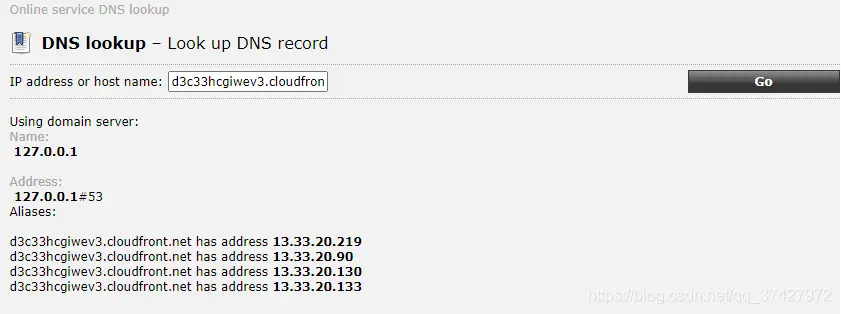 Online service DNS lookup
DNS lookup – Look up DNS record
IP address or host name: d3c33hcgiwev3.cloudfron Go
Using domain server:
Name:
127.0.0.1
Address:
127.0.0.1#53
Aliases:
d3c33hcgiwev3.cloudfront.net has address 13.33.20.219
d3c33hcgiwev3.cloudfront.net has address 13.33.20.90
d3c33hcgiwev3.cloudfront.net has address 13.33.20.130
d3c33hcgiwev3.cloudfront.net has address 13.33.20.133
https://blog.csdn.net/qq_37427972